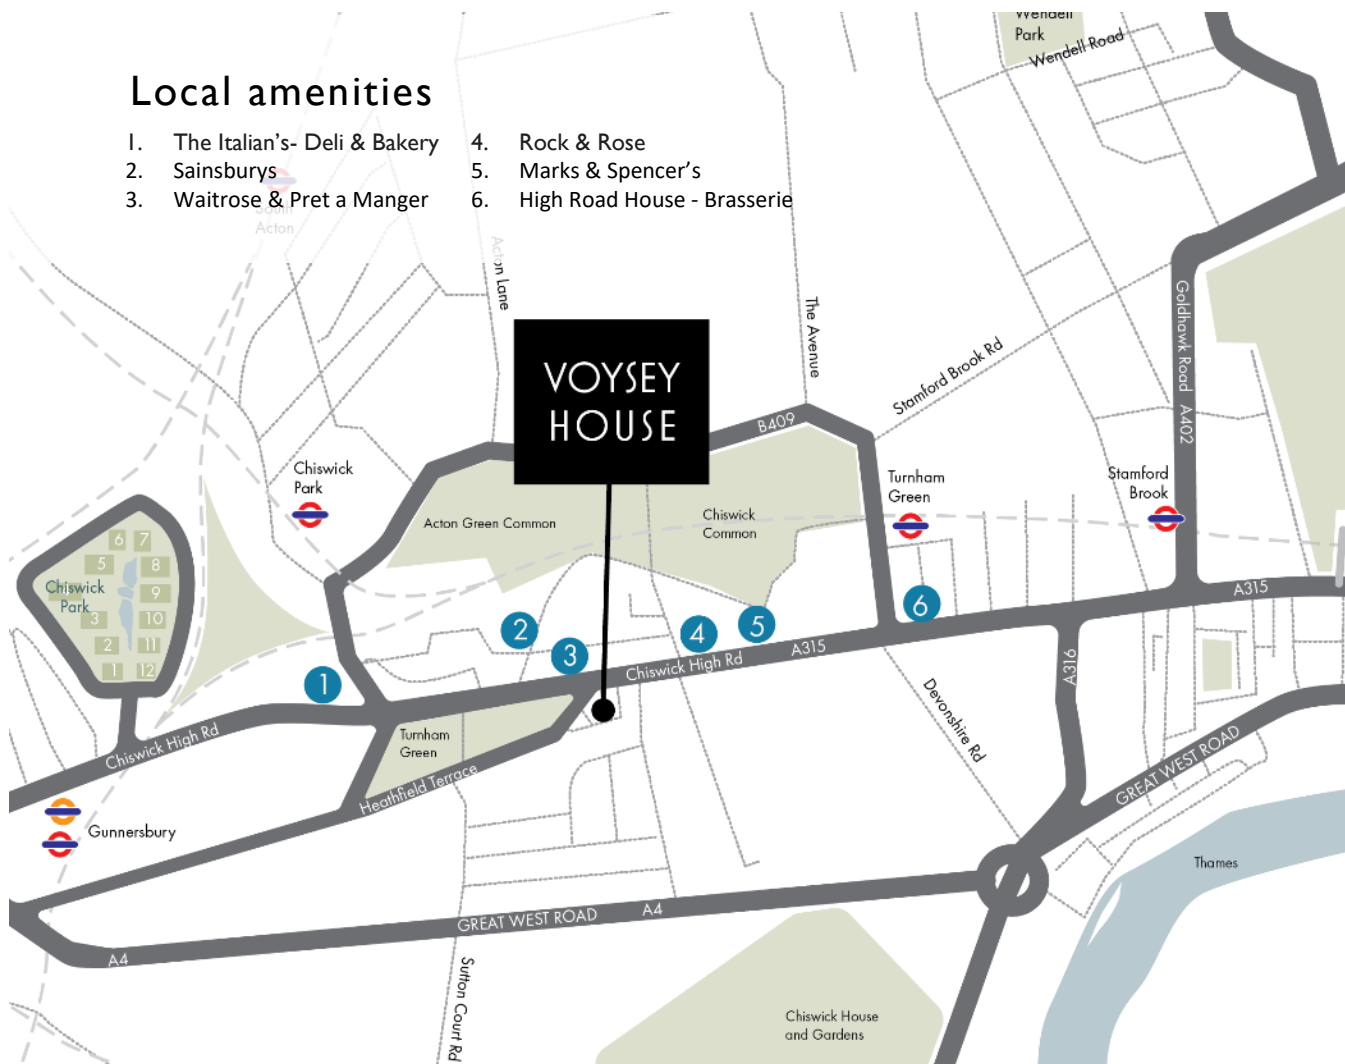 Wendell
Park
Wendell Road
Local amenities
1. The Italian's- Deli & Bakery
2. Sainsburys
3. Waitrose & Pret a Manger
4. Rock & Rose
5. Marks & Spencer's
6. High Road House - Brasserie
South
Acton
Acton Lane
The Avenue
Goldhawk Road A402
Stamford Brook Rd
VOYSEY
HOUSE
B409
Chiswick
Park
Turnham
Green
Stamford
Brook
Acton Green Common
Chiswick
Common
6 7
5 8
Chiswick
Park
4 9
3 10
2 11
1 12
A315
6
5
4
2
3
1
Chiswick High Rd
A315
A316
Devonshire Rd
Turnham
Green
Chiswick High Rd
Heathfield Terrace
GREAT WEST ROAD
Gunnersbury
Thames
GREAT WEST ROAD A4
A4
Sutton Court Rd
Chiswick House
and Gardens